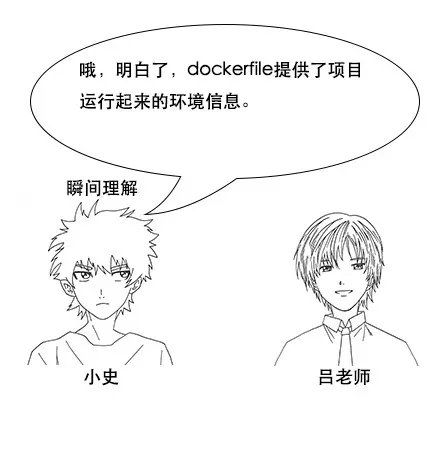 哦，明白了，dockerfile提供了项目
运行起来的环境信息。
瞬间理解
小史
吕老师